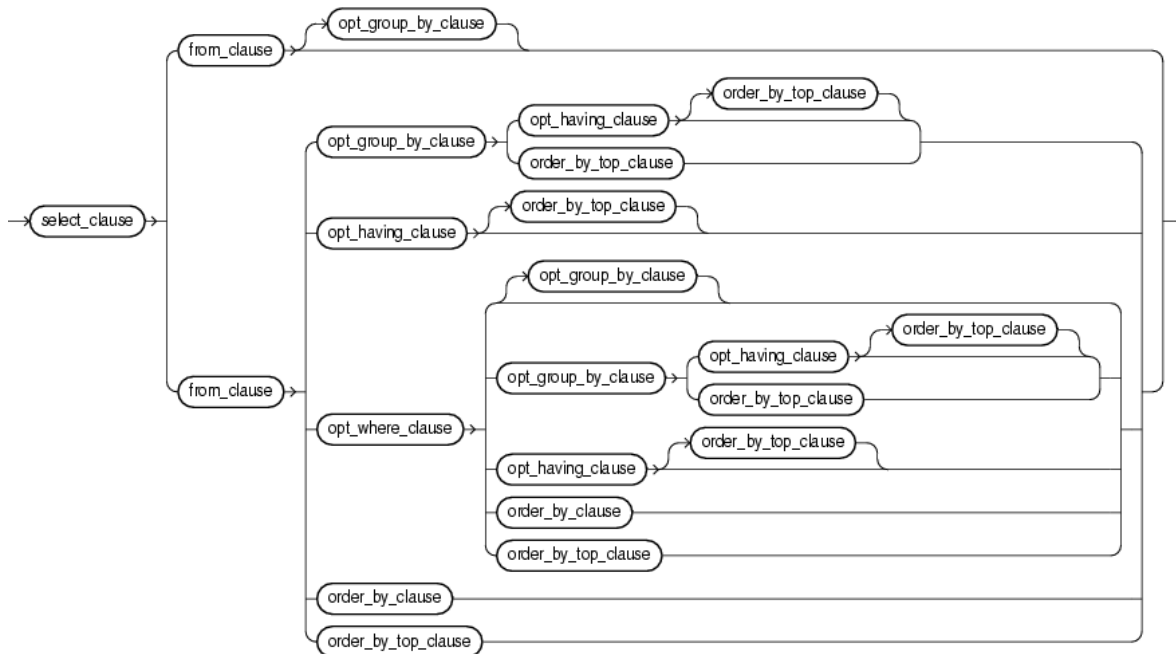 opt_group_by_clause
from_clause
order_by_top_clause
opt_having_clause
opt_group_by_clause
order_by_top_clause
order_by_top_clause
select_clause
opt_having_clause
opt_group_by_clause
order_by_top_clause
opt_having_clause
opt_group_by_clause
from_clause
order_by_top_clause
opt_where_clause
order_by_top_clause
opt_having_clause
order_by_clause
order_by_top_clause
order_by_clause
order_by_top_clause